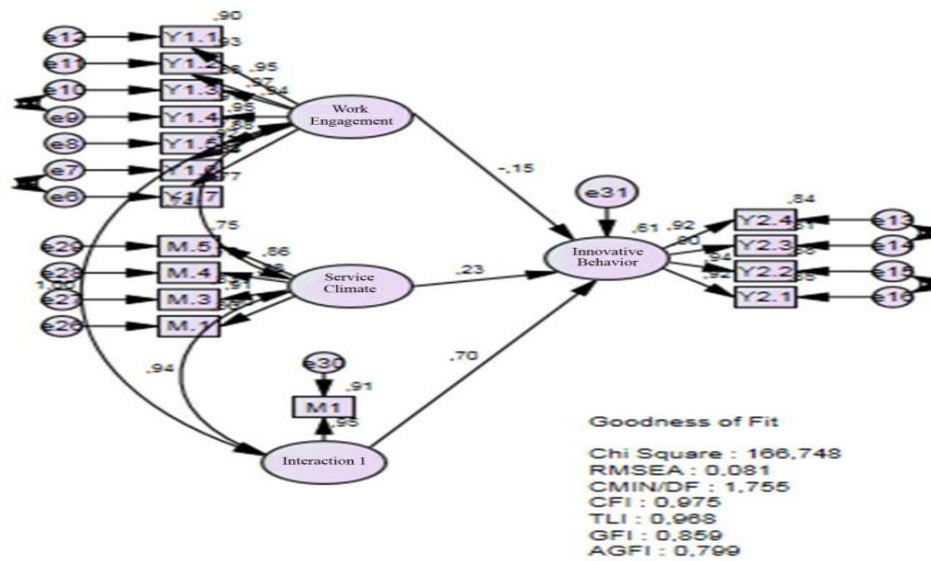 e12 Y1.1 ,90
e11 Y1.2 ,93
e10 Y1.3 ,95
e9 Y1.4 ,97 ,94
e8 Y1.5 ,95
e7
e6 Y1.7 ,77
Work
Engagement
-,15
e31
,61 ,92 Y2.4 ,84 e13
Innovative
Behavior
Y2.3 e14
,94 Y2.2 e15
,92 Y2.1 e16
,75
e29 M.5 ,86
e28 M.4
e27 M.3 ,91
e26 M.1
Service
Climate
,23
1,00
,94
,70
e30
,91
M1
,95
Interaction 1
Goodness of Fit
Chi Square : 166,748
RMSEA : 0,081
CMIN/DF : 1,755
CFI : 0,975
TLI : 0,968
GFI : 0,859
AGFI : 0,799